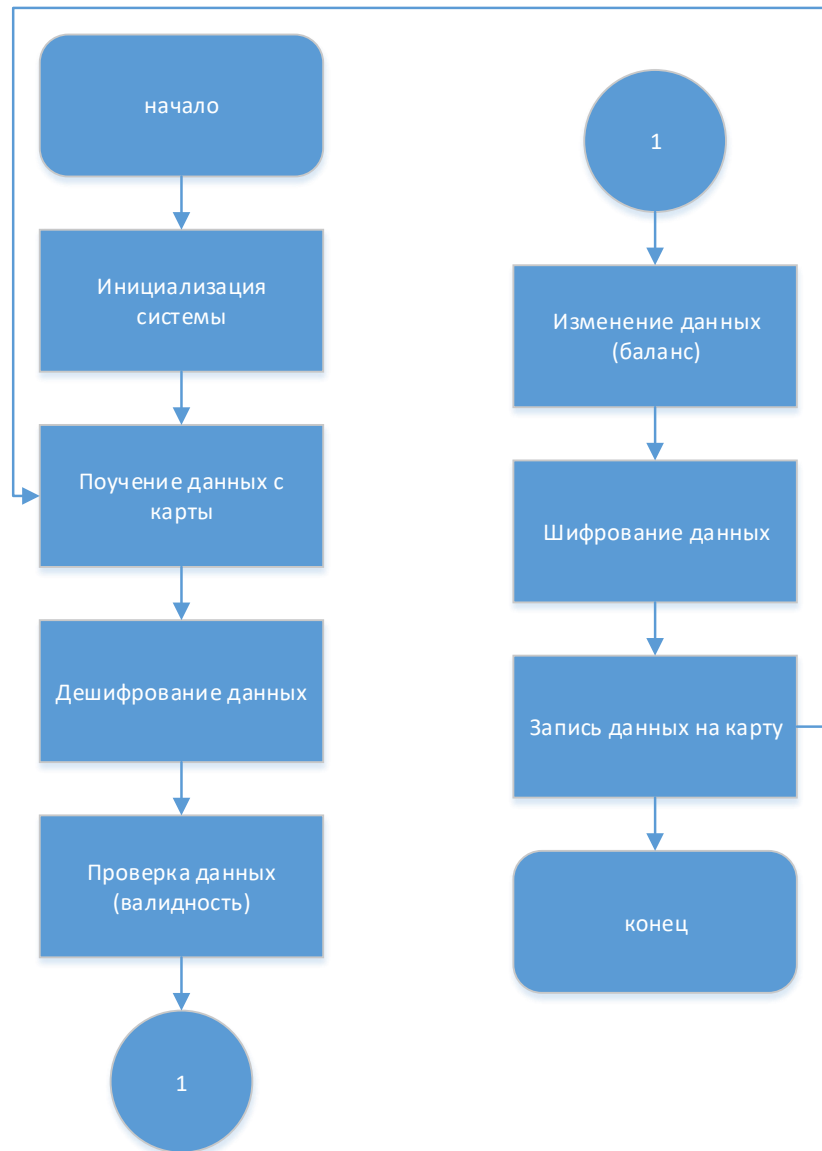 начало
Инициализация
системы
Поучение данных с
карты
Дешифрование данных
Проверка данных
(валидность)
1
1
Изменение данных
(баланс)
Шифрование данных
Запись данных на карту
конец